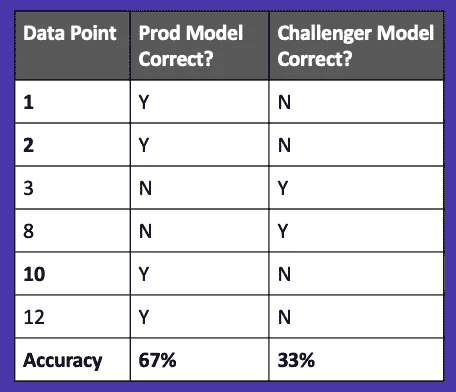 Data Point Prod Model Correct? Challenger Model Correct?
1 Y N
2 Y N
3 N Y
8 N Y
10 Y N
12 Y N
Accuracy 67% 33%